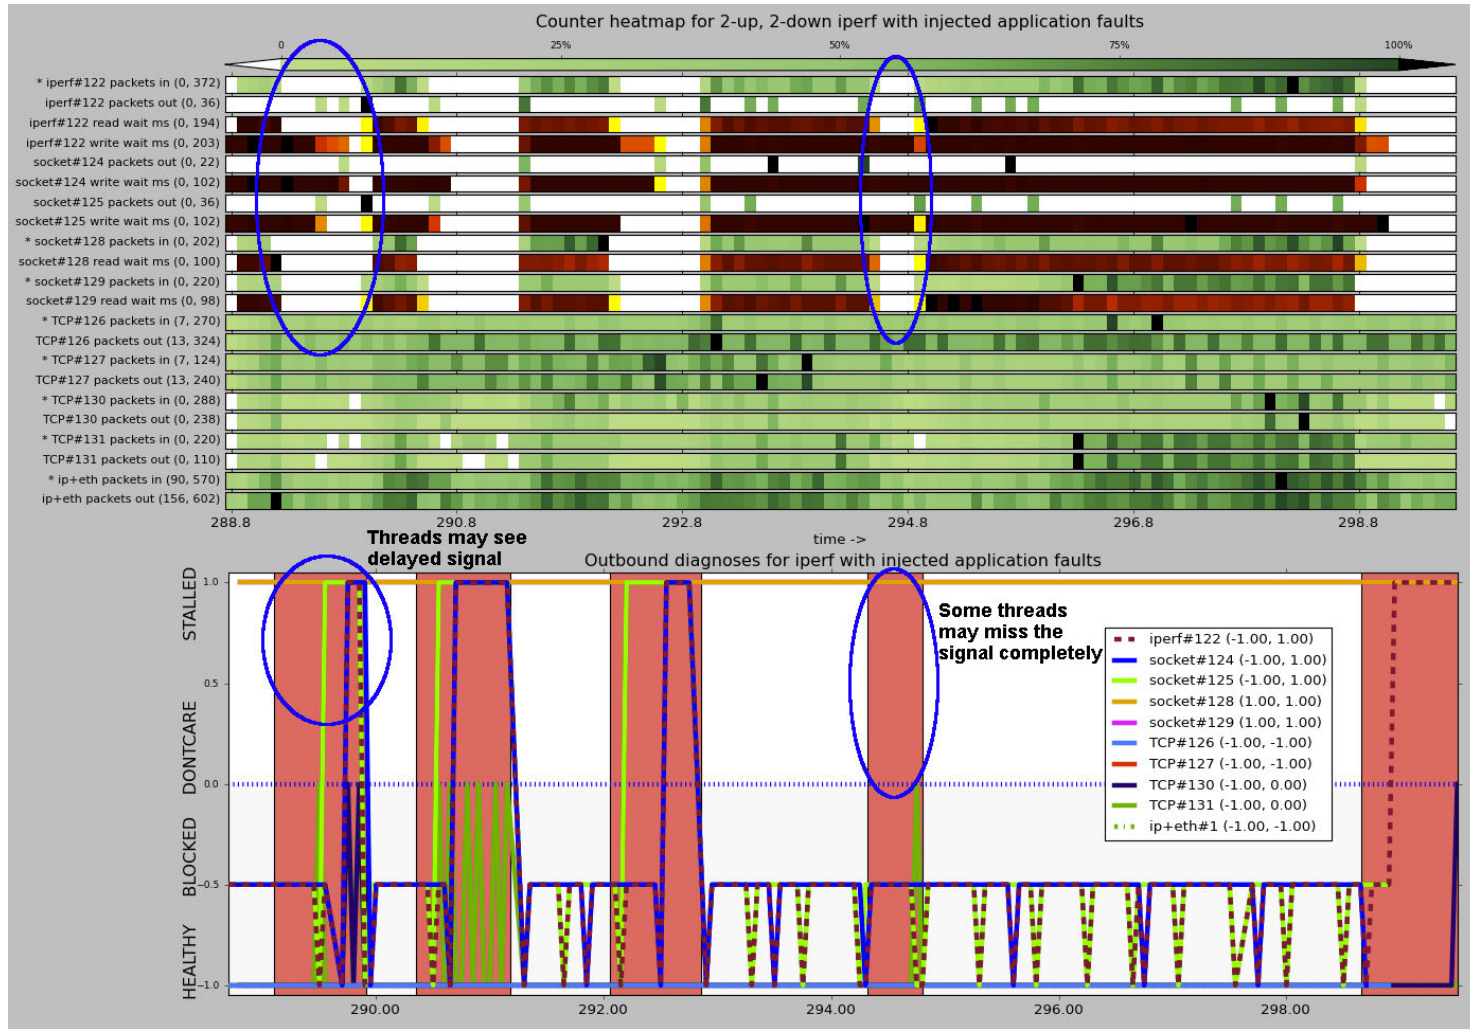 Counter heatmap for 2-up, 2-down iperf with injected application faults
0 25% 50% 75% 100%
* iperf#122 packets in (0, 372)
iperf#122 packets out (0, 36)
iperf#122 read wait ms (0, 194)
iperf#122 write wait ms (0, 203)
socket#124 packets out (0, 22)
socket#124 write wait ms (0, 102)
socket#125 packets out (0, 36)
socket#125 write wait ms (0, 102)
* socket#128 packets in (0, 202)
socket#128 read wait ms (0, 100)
* socket#129 packets in (0, 220)
socket#129 read wait ms (0, 98)
* TCP#126 packets in (7, 270)
TCP#126 packets out (13, 324)
* TCP#127 packets in (7, 124)
TCP#127 packets out (13, 240)
* TCP#130 packets in (0, 288)
TCP#130 packets out (0, 238)
* TCP#131 packets in (0, 220)
TCP#131 packets out (0, 110)
* ip+eth packets in (90, 570)
ip+eth packets out (156, 602)
288.8 290.8 292.8 294.8 296.8 298.8
time ->
Threads may see
delayed signal
Outbound diagnoses for iperf with injected application faults
STALLED
DONTCARE
BLOCKED
HEALTHY
1.0
0.5
0.0
−0.5
−1.0
Some threads
may miss the
signal completely
iperf#122 (-1.00, 1.00)
socket#124 (-1.00, 1.00)
socket#125 (-1.00, 1.00)
socket#128 (1.00, 1.00)
socket#129 (1.00, 1.00)
TCP#126 (-1.00, -1.00)
TCP#127 (-1.00, -1.00)
TCP#130 (-1.00, 0.00)
TCP#131 (-1.00, 0.00)
ip+eth#1 (-1.00, -1.00)
290.00 292.00 294.00 296.00 298.00